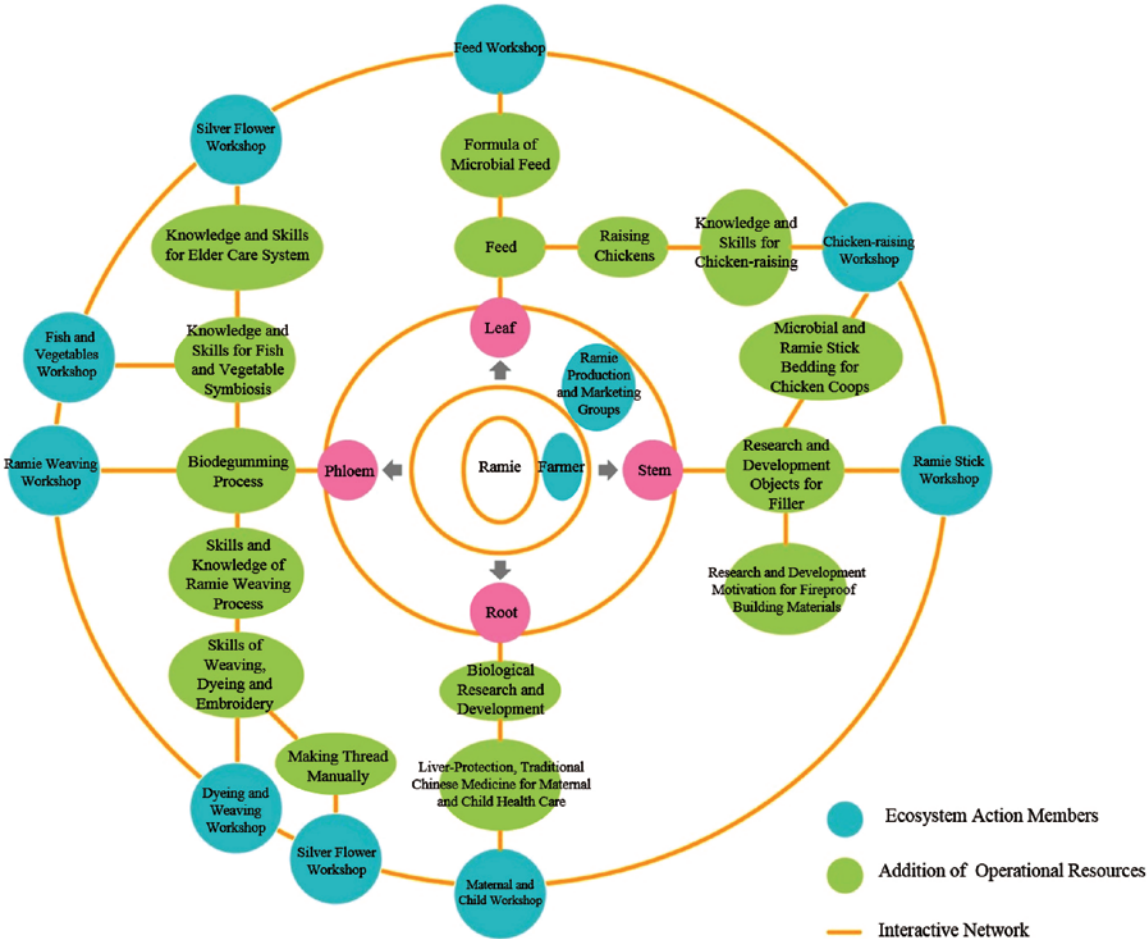 Feed Workshop
Silver Flower
Workshop
Formula of
Microbial Feed
Knowledge and Skills
for Elder Care System
Feed
Raising
Chickens
Knowledge and
Skills for
Chicken-raising
Chicken-raising
Workshop
Leaf
Fish and
Vegetables
Workshop
Knowledge and
Skills for Fish
and Vegetable
Symbiosis
Ramie
Production
and Marketing
Groups
Microbial and
Ramie Stick
Bedding for
Chicken Coops
Ramie Weaving
Workshop
Biodegumming
Process
Phloem
Ramie
Farmer
Stem
Research and
Development
Objects for
Filler
Ramie Stick
Workshop
Skills and
Knowledge of
Ramie Weaving
Process
Root
Research and Development
Motivation for Fireproof
Building Materials
Skills of
Weaving,
Dyeing and
Embroidery
Biological
Research and
Development
Making Thread
Manually
Liver-Protection, Traditional
Chinese Medicine for Maternal
and Child Health Care
Dyeing and
Weaving
Workshop
Silver Flower
Workshop
Maternal and
Child Workshop
Ecosystem Action Members
Addition of Operational Resources
Interactive Network